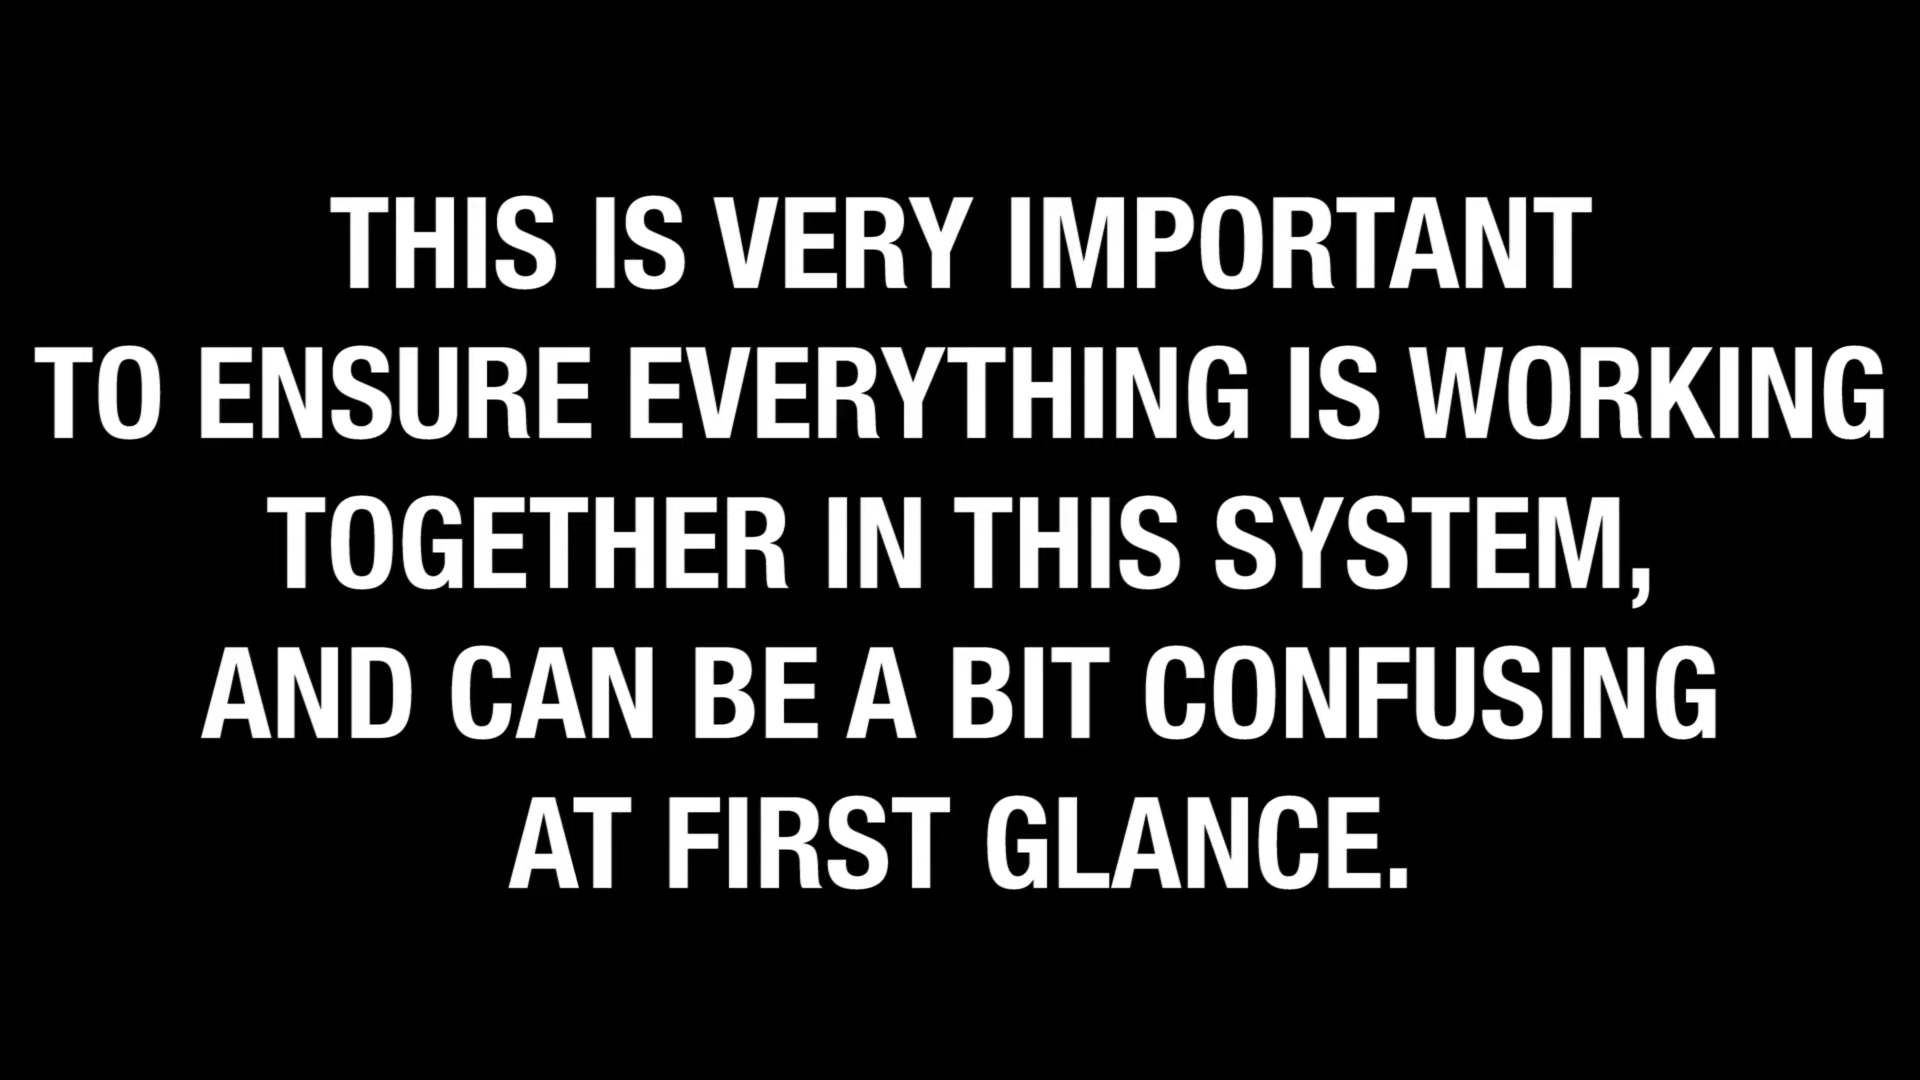 THIS IS VERY IMPORTANT
TO ENSURE EVERYTHING IS WORKING
TOGETHER IN THIS SYSTEM,
AND CAN BE A BIT CONFUSING
AT FIRST GLANCE.